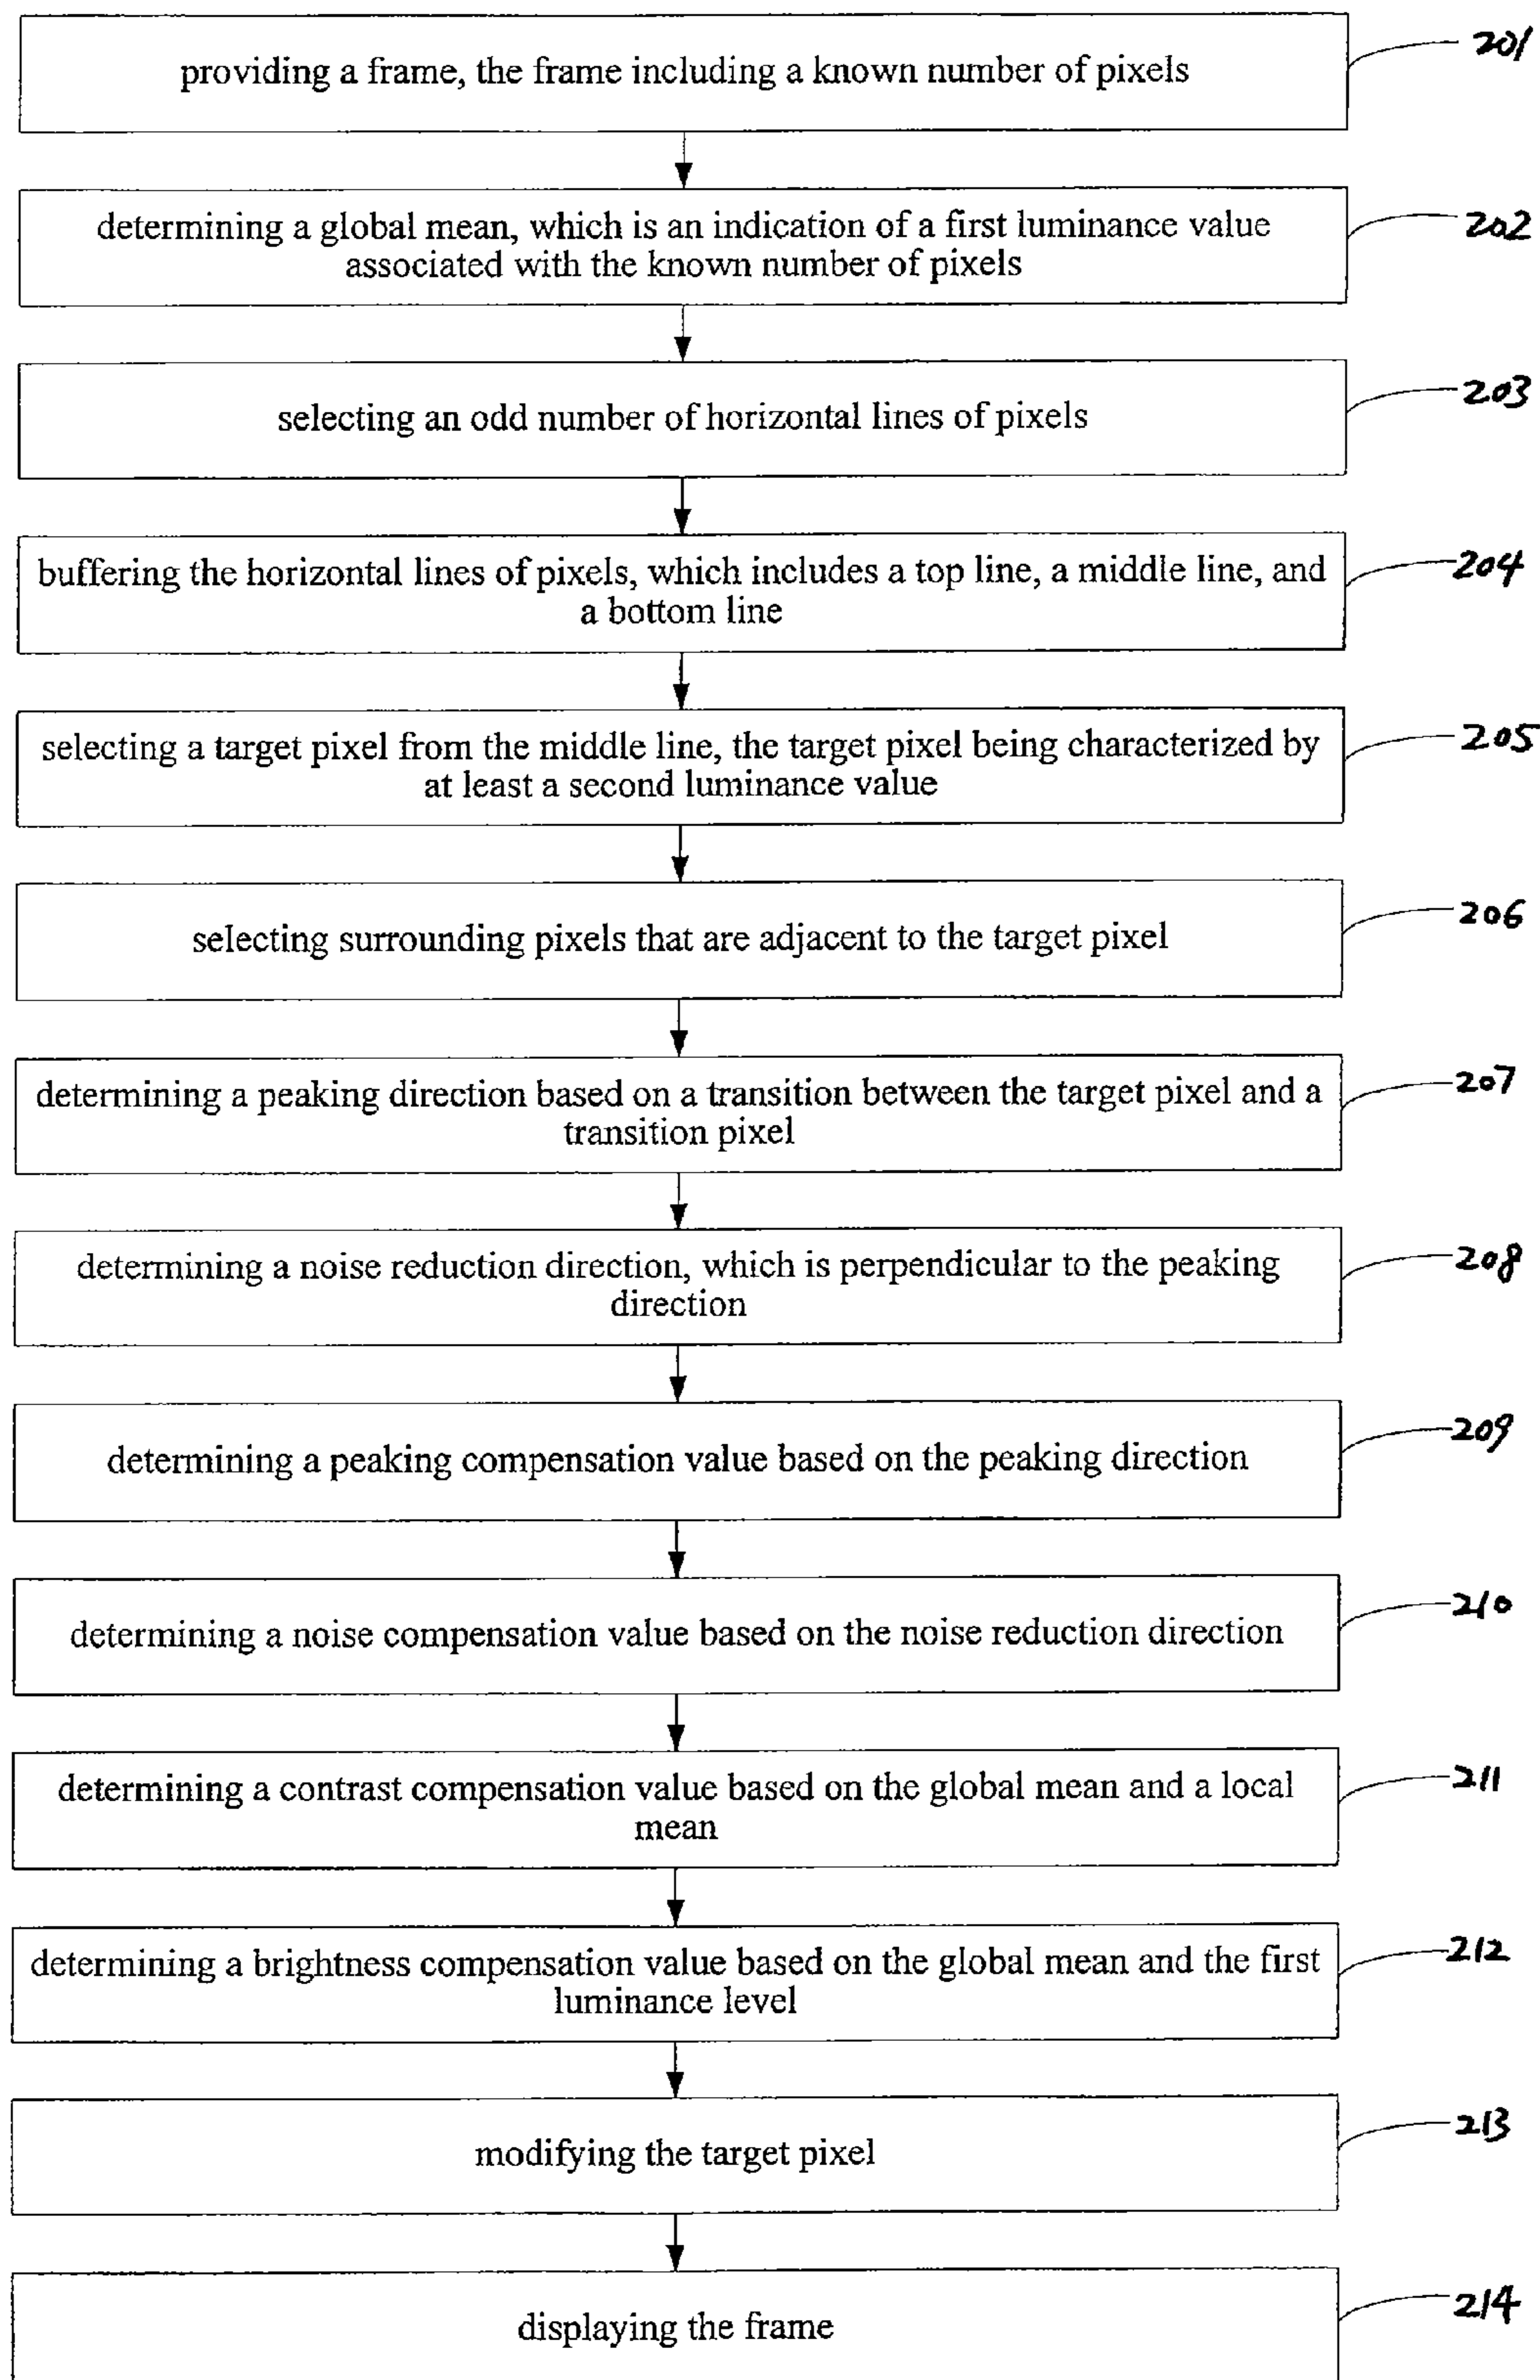 providing a frame, the frame including a known number of pixels
201
determining a global mean, which is an indication of a first luminance value
associated with the known number of pixels
202
selecting an odd number of horizontal lines of pixels
203
buffering the horizontal lines of pixels, which includes a top line, a middle line, and
a bottom line
204
selecting a target pixel from the middle line, the target pixel being characterized by
at least a second luminance value
205
selecting surrounding pixels that are adjacent to the target pixel
206
determining a peaking direction based on a transition between the target pixel and a
transition pixel
207
determining a noise reduction direction, which is perpendicular to the peaking
direction
208
determining a peaking compensation value based on the peaking direction
209
determining a noise compensation value based on the noise reduction direction
210
determining a contrast compensation value based on the global mean and a local
mean
211
determining a brightness compensation value based on the global mean and the first
luminance level
212
modifying the target pixel
213
displaying the frame
214